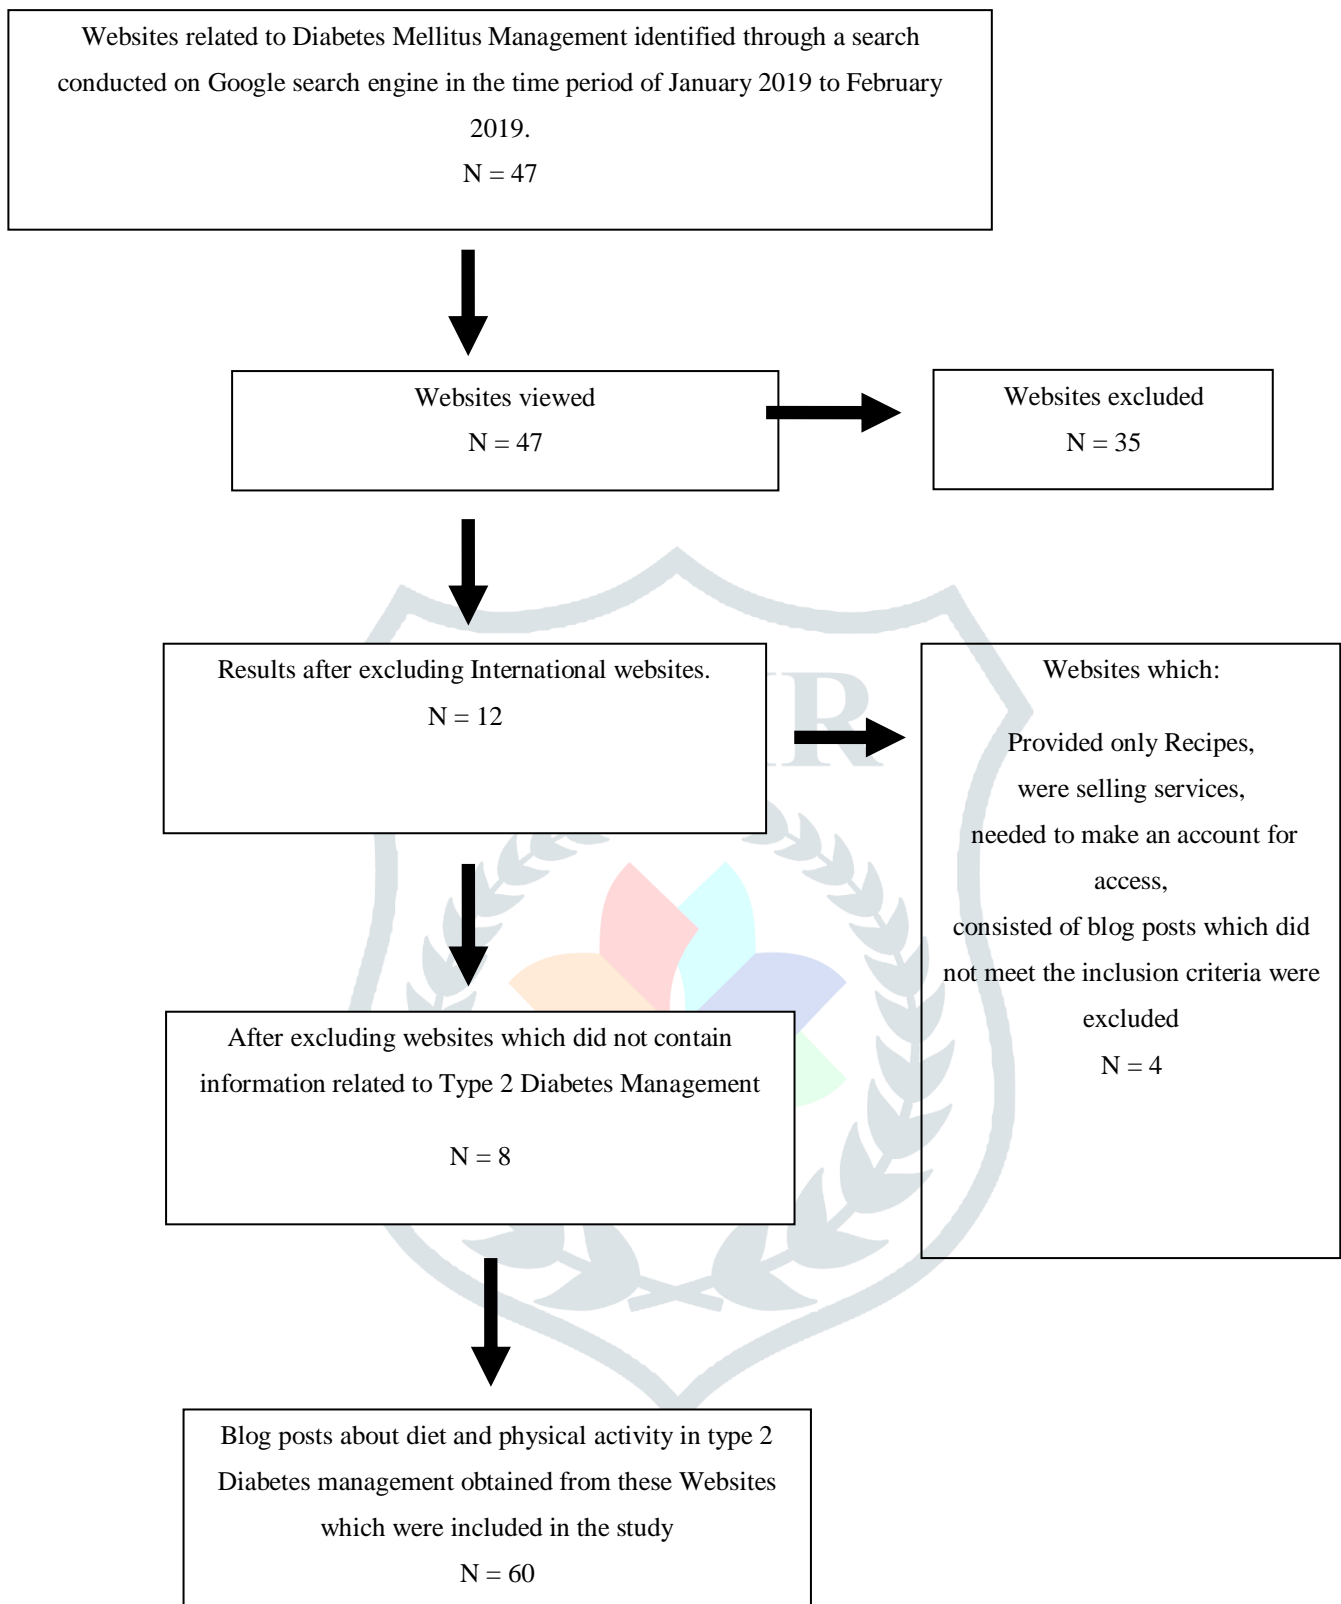 Websites related to Diabetes Mellitus Management identified through a search
conducted on Google search engine in the time period of January 2019 to February
2019.
N = 47
Websites viewed
N = 47
Websites excluded
N = 35
Results after excluding International websites.
N = 12
Websites which:
Provided only Recipes,
were selling services,
needed to make an account for
access,
consisted of blog posts which did
not meet the inclusion criteria were
excluded
N = 4
After excluding websites which did not contain
information related to Type 2 Diabetes Management
N = 8
Blog posts about diet and physical activity in type 2
Diabetes management obtained from these Websites
which were included in the study
N = 60